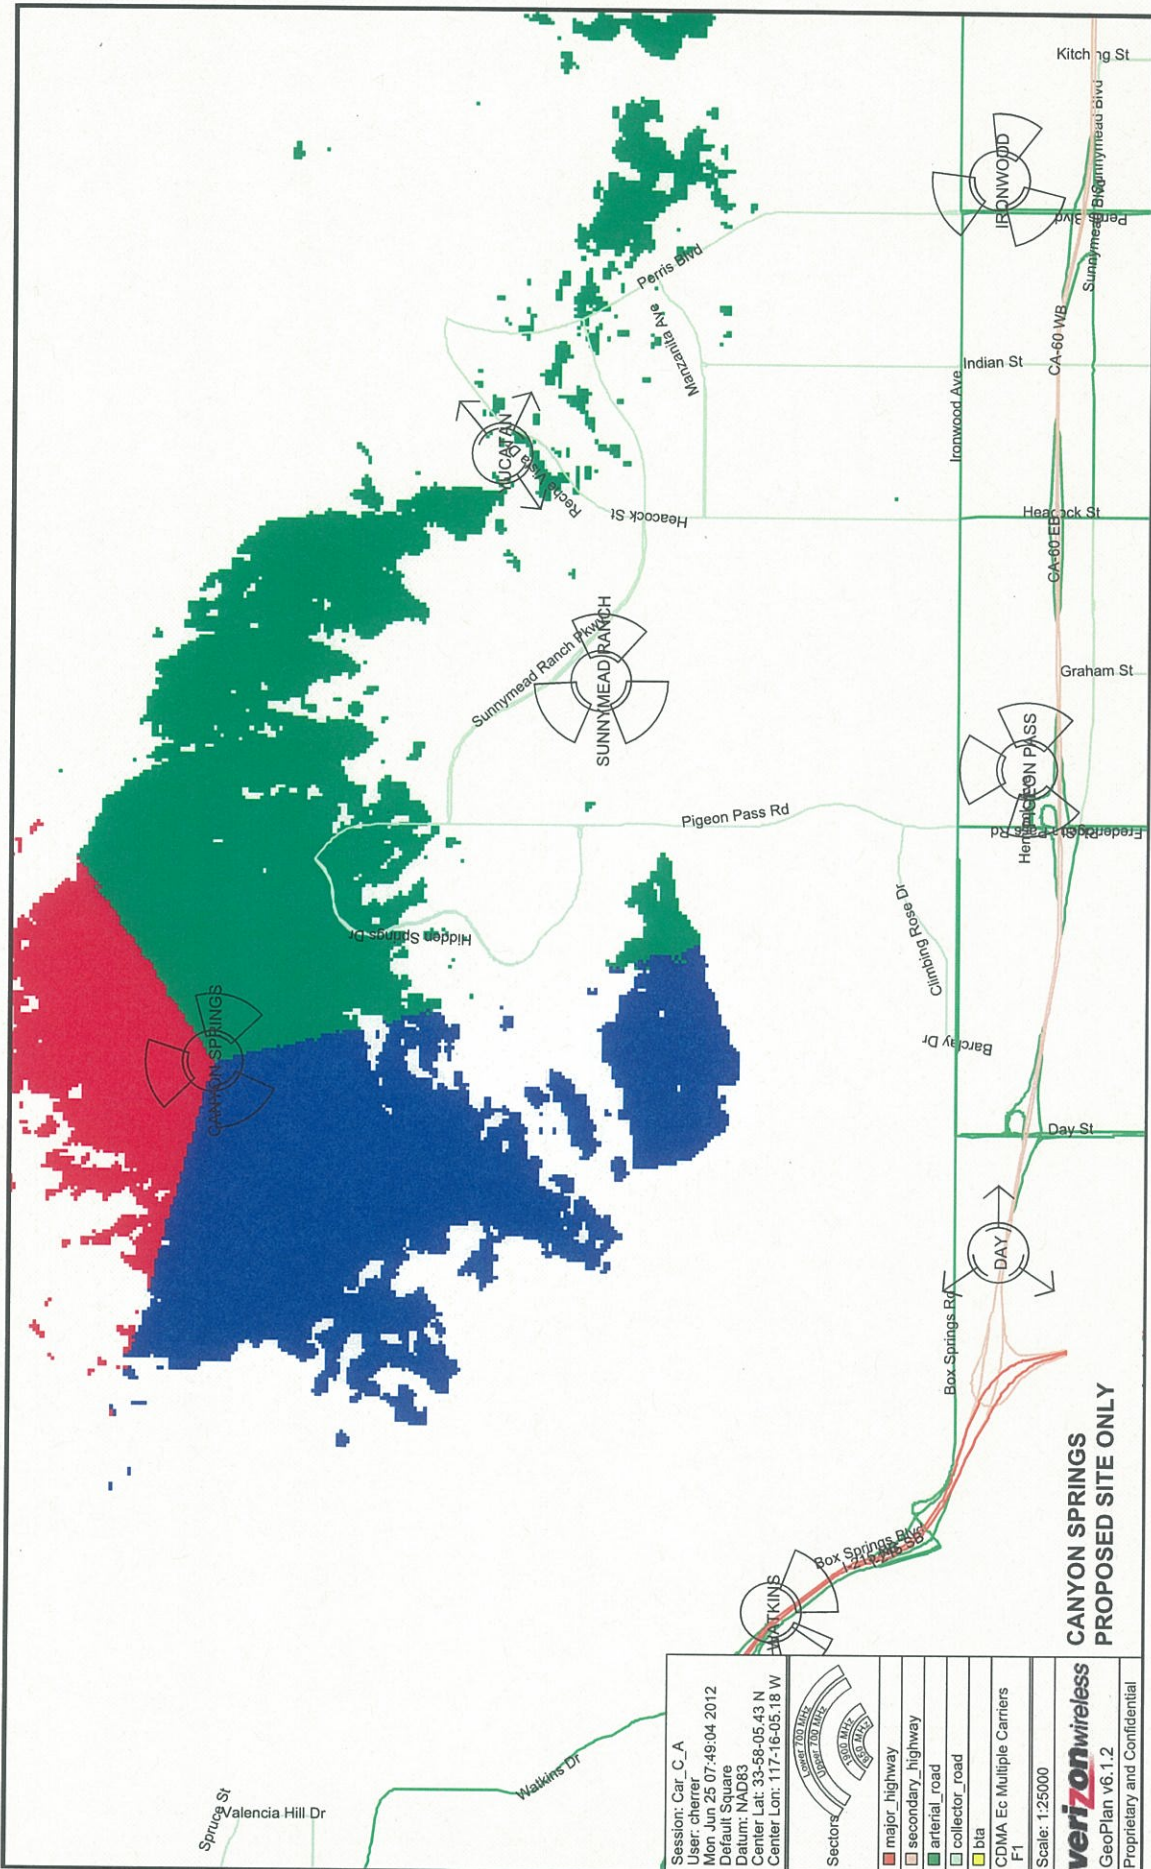 Kitching St
Sunnymead Blvd
IRONWOOD
Perris Blvd
Sunnymead Blvd
Perris Blvd
Manzanita Aye
CA-60 WB
Indian St
Ironwood Ave
YUCATAN
Reche Vista Dr
Heacock St
Heacock St
CA-60 EB
Sunnymead Ranch Pkwy
SUNNYMEAD RANCH
Graham St
PIGEON PASS
Pigeon Pass Rd
Hidden Springs Dr
Climbing Rose Dr
CANYON SPRINGS
Barclay Dr
Day St
DAY
Box Springs Rd
Box Springs Blvd
I-215 SB
WATKINS
Watkins Dr
Spruce St
Valencia Hill Dr
Session: Car_C_A
User: cherrer
Mon Jun 25 07:49:04 2012
Default Square
Datum: NAD83
Center Lat: 33-58-05.43 N
Center Lon: 117-16-05.18 W
Lower 700 MHz
Upper 700 MHz
1900 MHz
850 MHz
Sectors
major_highway
secondary_highway
arterial_road
collector_road
bta
CDMA Ec Multiple Carriers
F1
Scale: 1:25000
verizonwireless
GeoPlan v6.1.2
Proprietary and Confidential
CANYON SPRINGS
PROPOSED SITE ONLY